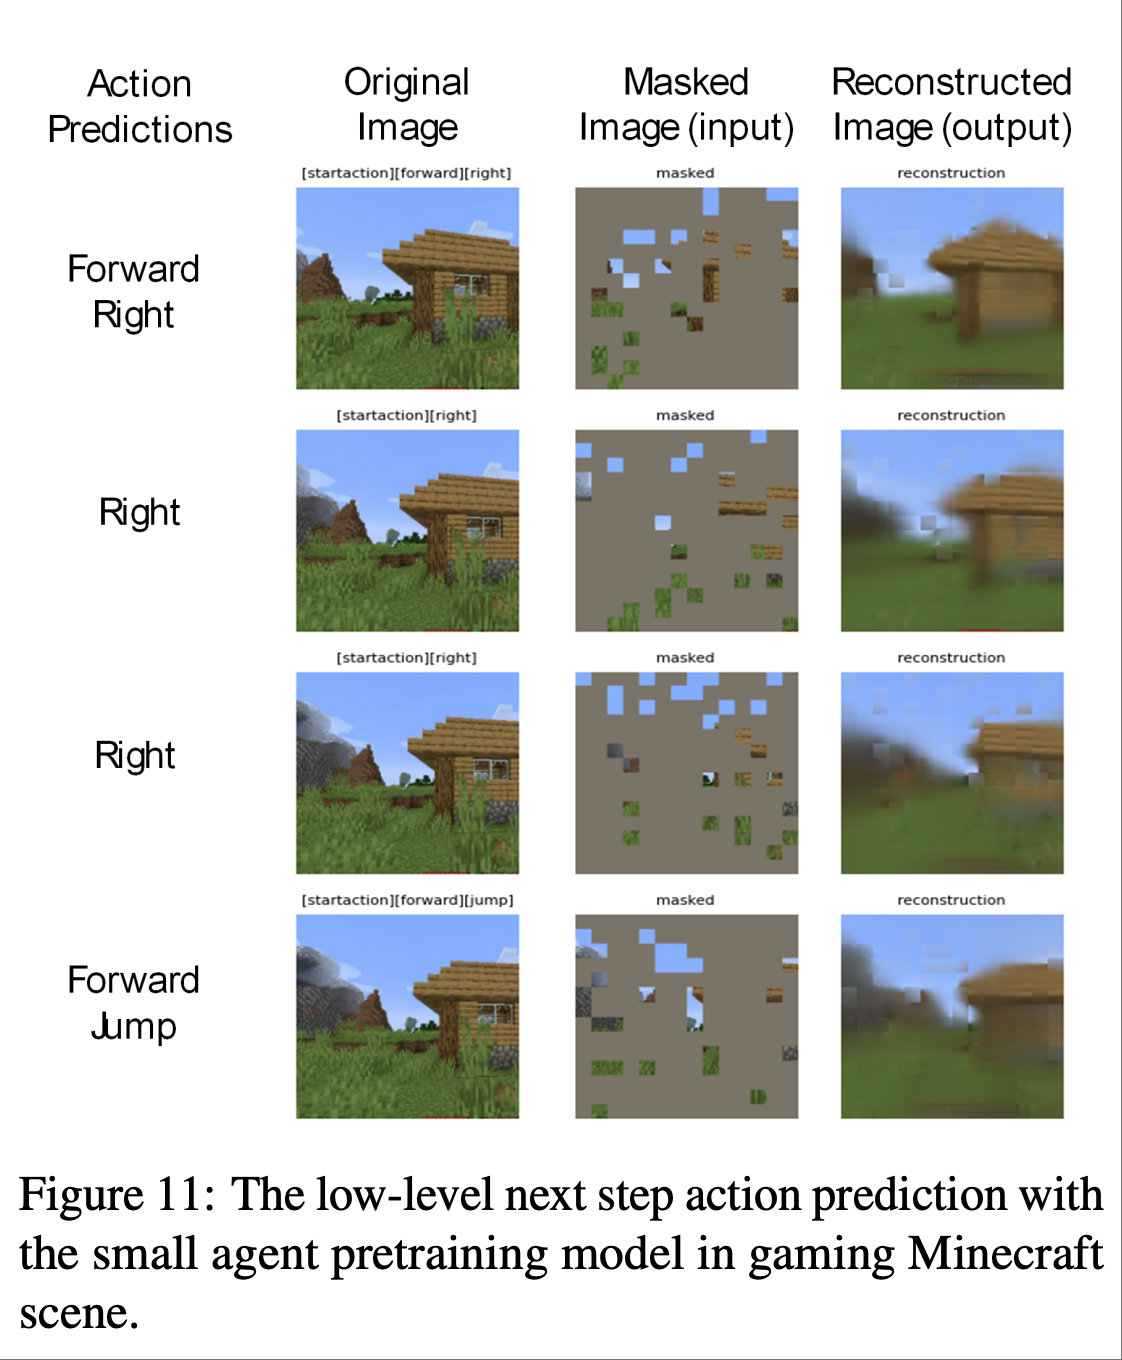 Action
Predictions
Original
Image
Masked
Image (input)
Reconstructed
Image (output)
[startaction][forward][right]
masked
reconstruction
Forward
Right
[startaction][right]
masked
reconstruction
Right
[startaction][right]
masked
reconstruction
Right
[startaction][forward][jump]
masked
reconstruction
Forward
Jump
Figure 11: The low-level next step action prediction with
the small agent pretraining model in gaming Minecraft
scene.